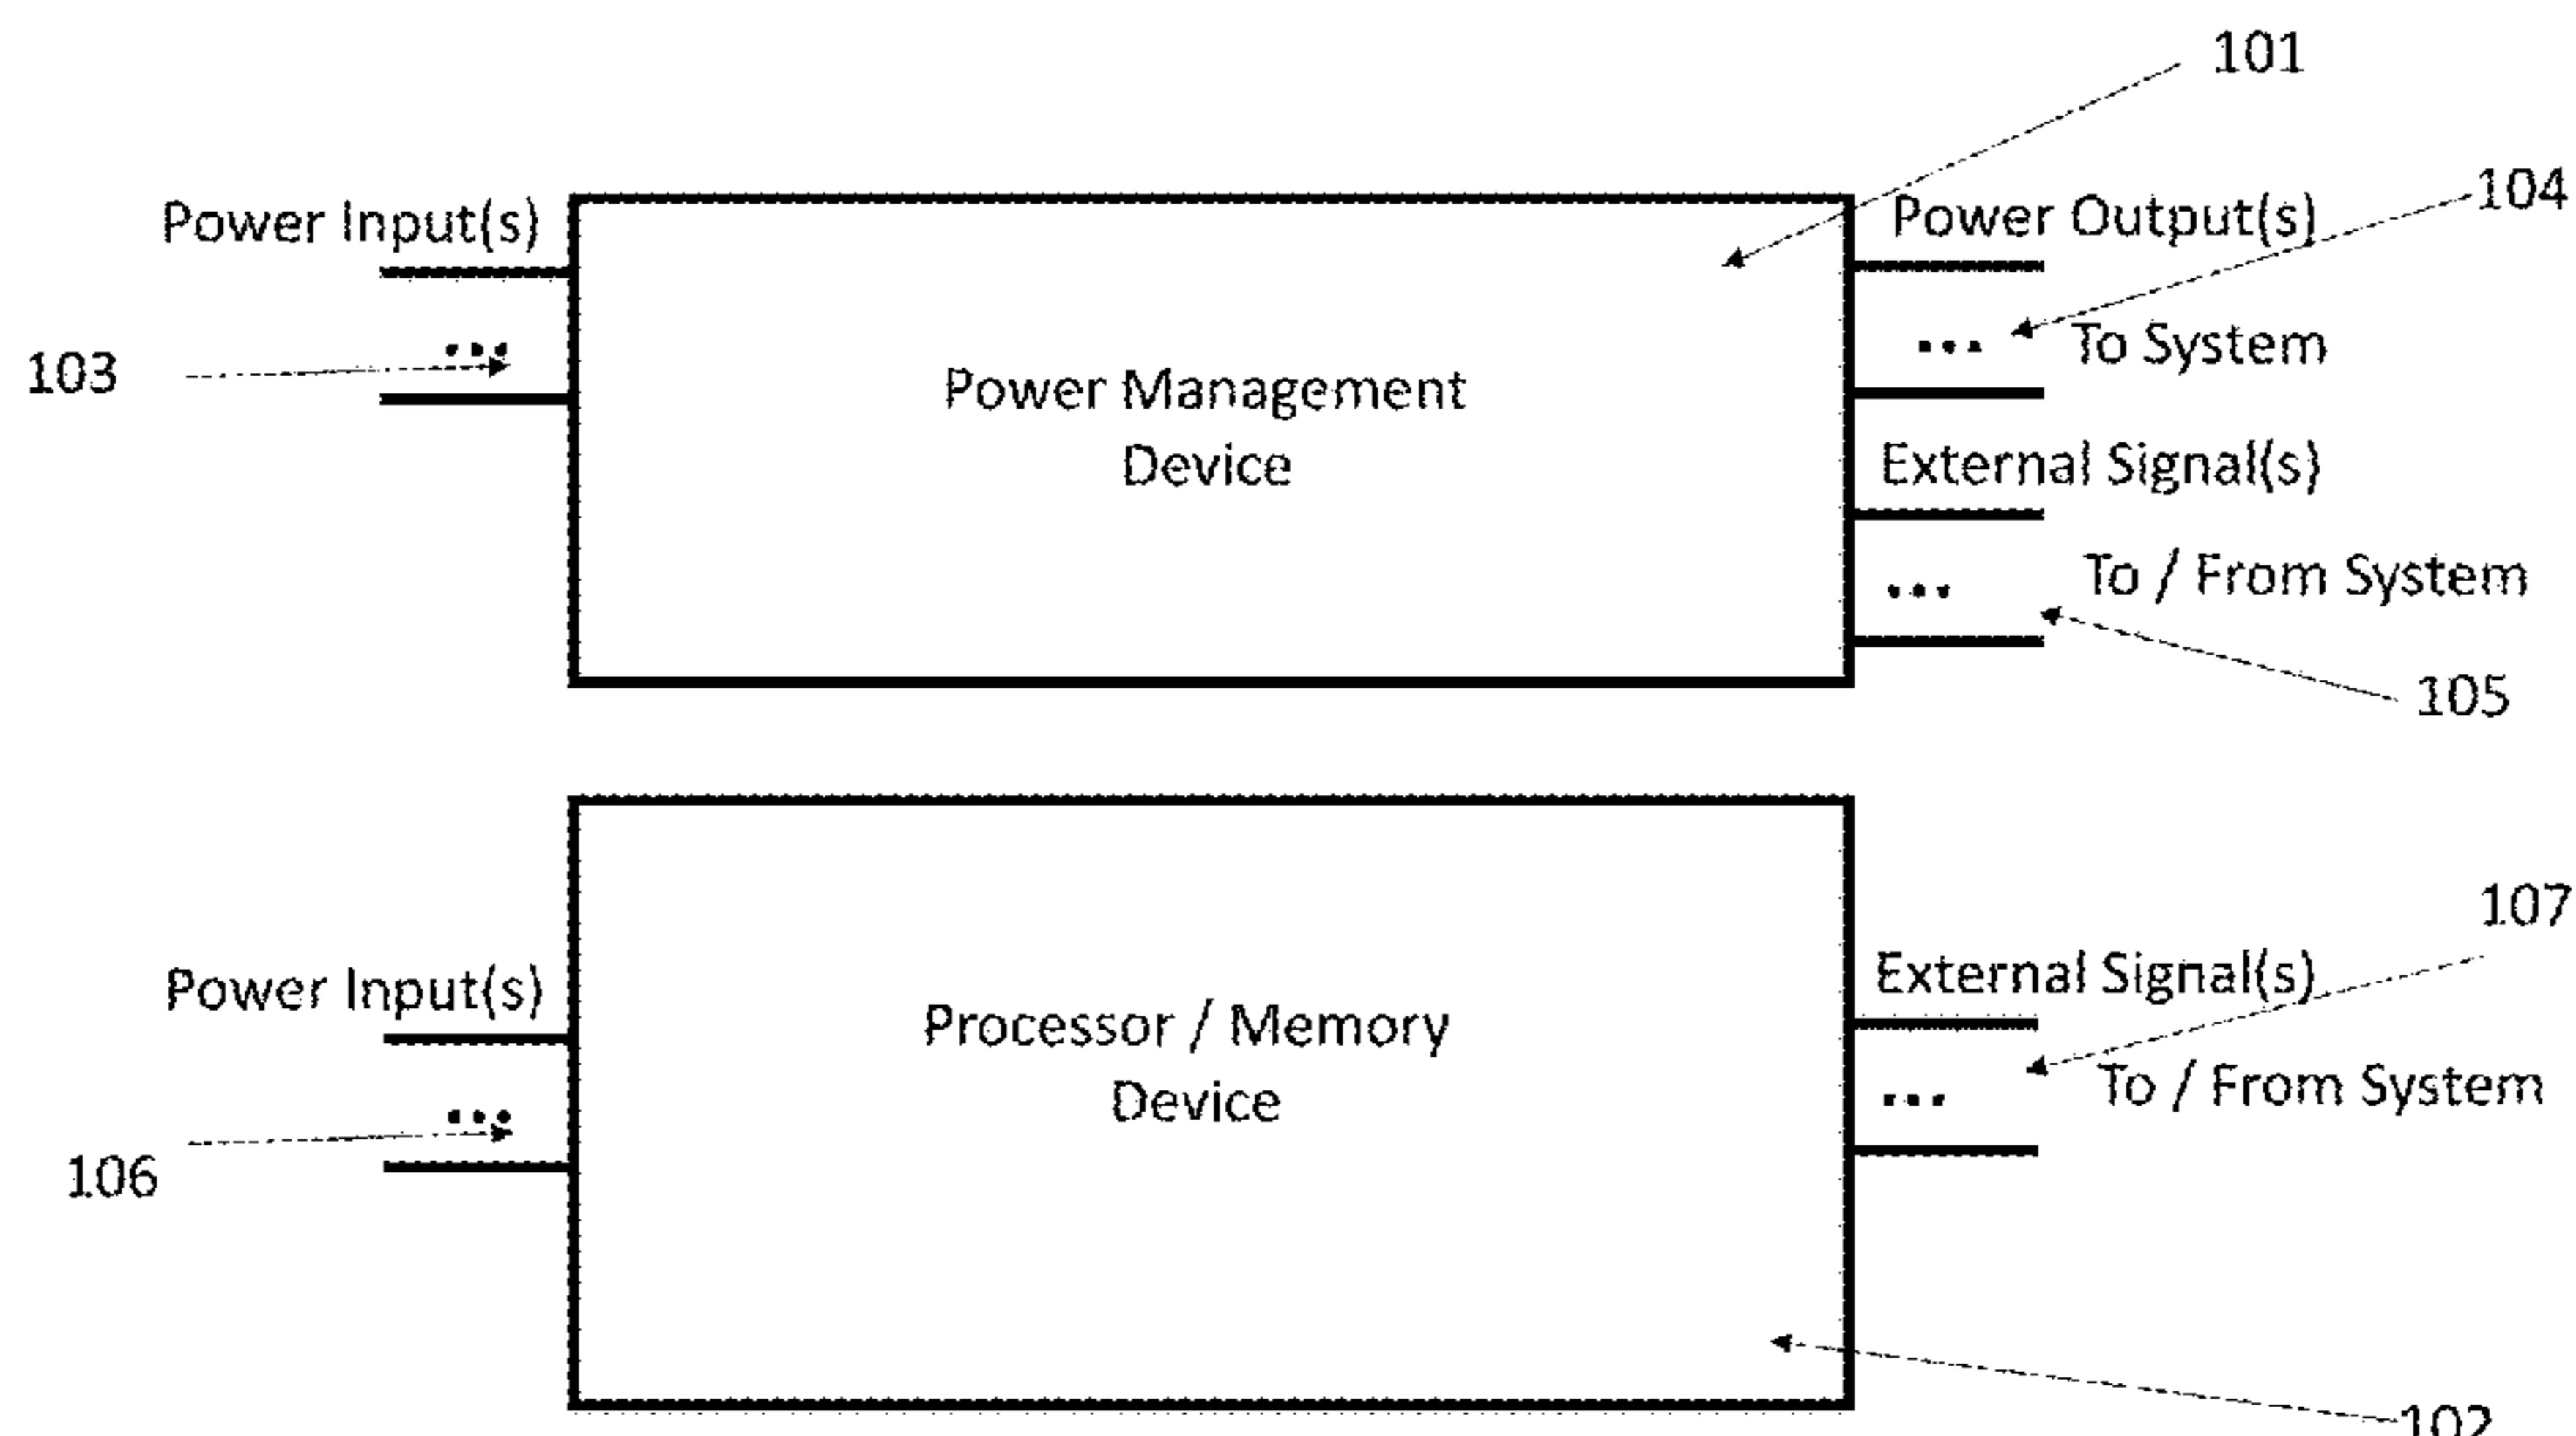 101
104
Power Input(s)
Power Output(s)
...
... To System
103
Power Management
Device
External Signal(s)
... To / From System
105
107
Power Input(s)
External Signal(s)
Processor / Memory
Device
...
... To / From System
106
102